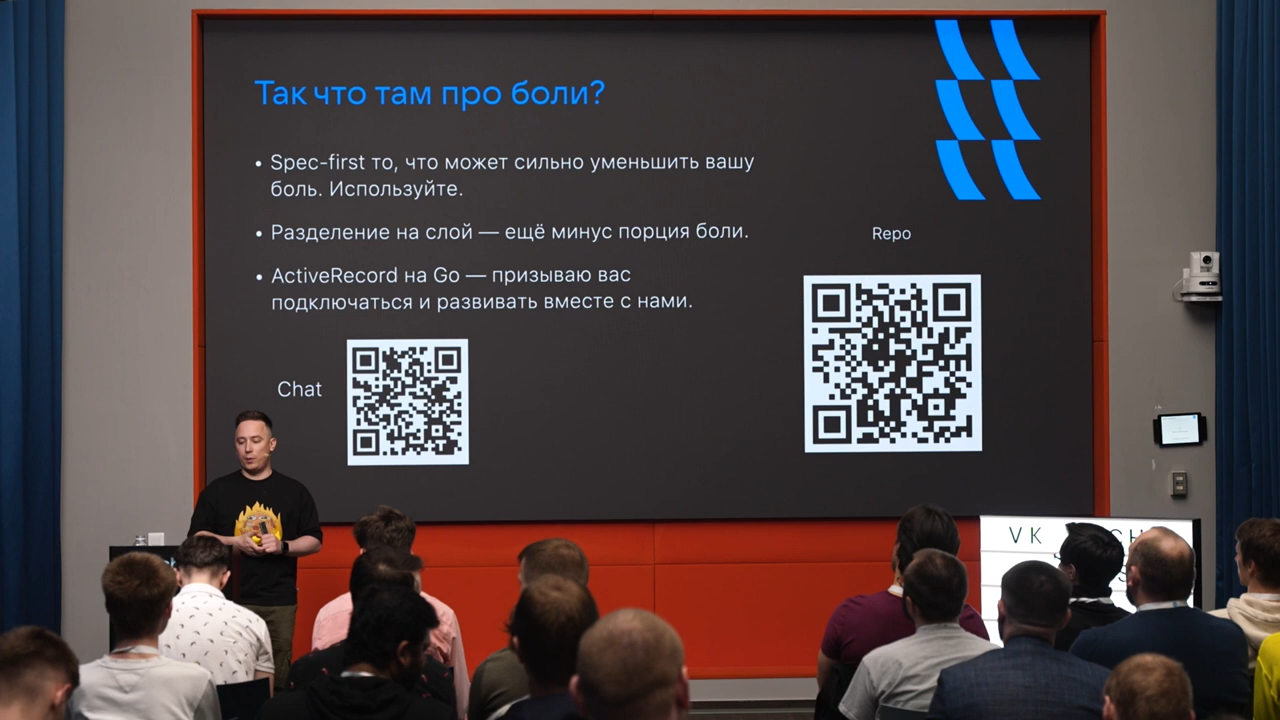 Так что там про боли?
• Spec-first то, что может сильно уменьшить вашу
боль. Используйте.
• Разделение на слой — ещё минус порция боли.
• ActiveRecord на Go — призываю вас
подключаться и развивать вместе с нами.
Repo
Chat
VK